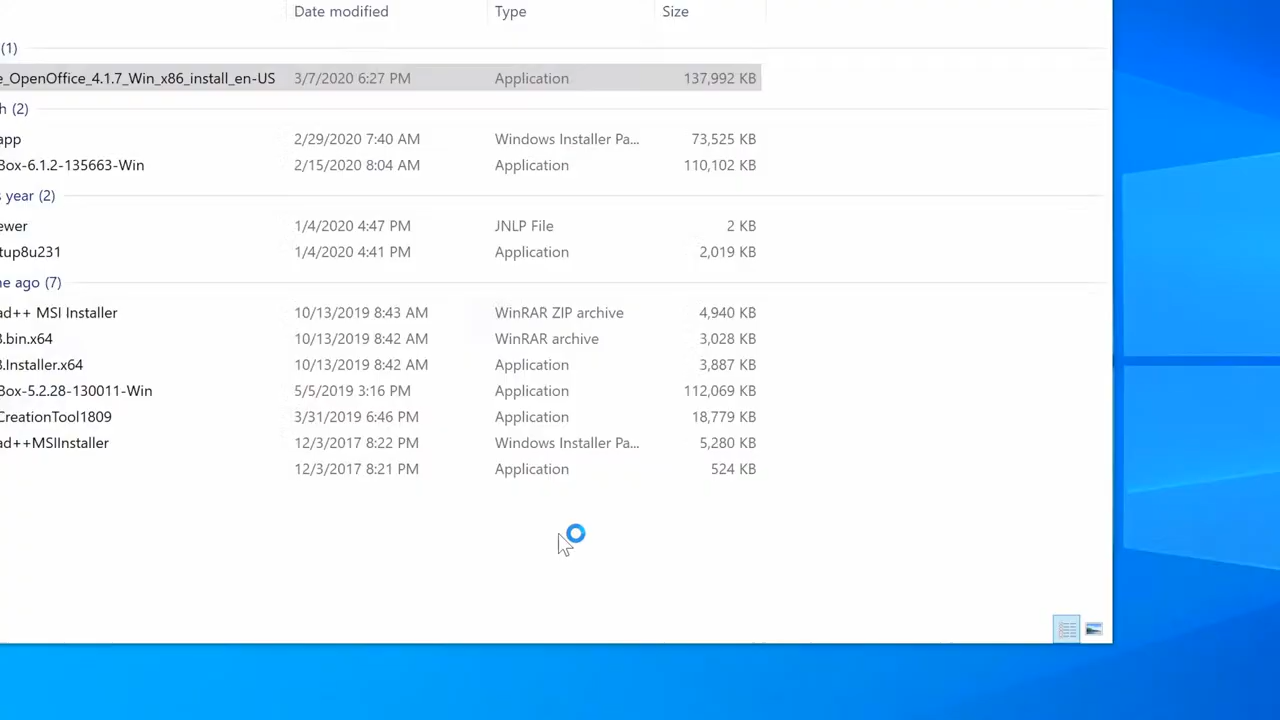 Date modified Type Size
(1)
e_OpenOffice_4.1.7_Win_x86_install_en-US 3/7/2020 6:27 PM Application 137,992 KB
h (2)
app 2/29/2020 7:40 AM Windows Installer Pa... 73,525 KB
Box-6.1.2-135663-Win 2/15/2020 8:04 AM Application 110,102 KB
s year (2)
ewer 1/4/2020 4:47 PM JNLP File 2 KB
tup8u231 1/4/2020 4:41 PM Application 2,019 KB
ne ago (7)
ad++ MSI Installer 10/13/2019 8:43 AM WinRAR ZIP archive 4,940 KB
3.bin.x64 10/13/2019 8:42 AM WinRAR archive 3,028 KB
3.Installer.x64 10/13/2019 8:42 AM Application 3,887 KB
Box-5.2.28-130011-Win 5/5/2019 3:16 PM Application 112,069 KB
CreationTool1809 3/31/2019 6:46 PM Application 18,779 KB
ad++MSIInstaller 12/3/2017 8:22 PM Windows Installer Pa... 5,280 KB
12/3/2017 8:21 PM Application 524 KB